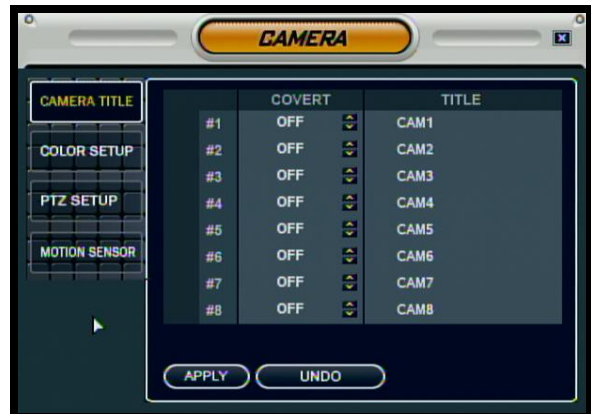 CAMERA
CAMERA TITLE
COLOR SETUP
PTZ SETUP
MOTION SENSOR
COVERT TITLE
#1 OFF CAM1
#2 OFF CAM2
#3 OFF CAM3
#4 OFF CAM4
#5 OFF CAM5
#6 OFF CAM6
#7 OFF CAM7
#8 OFF CAM8
APPLY UNDO